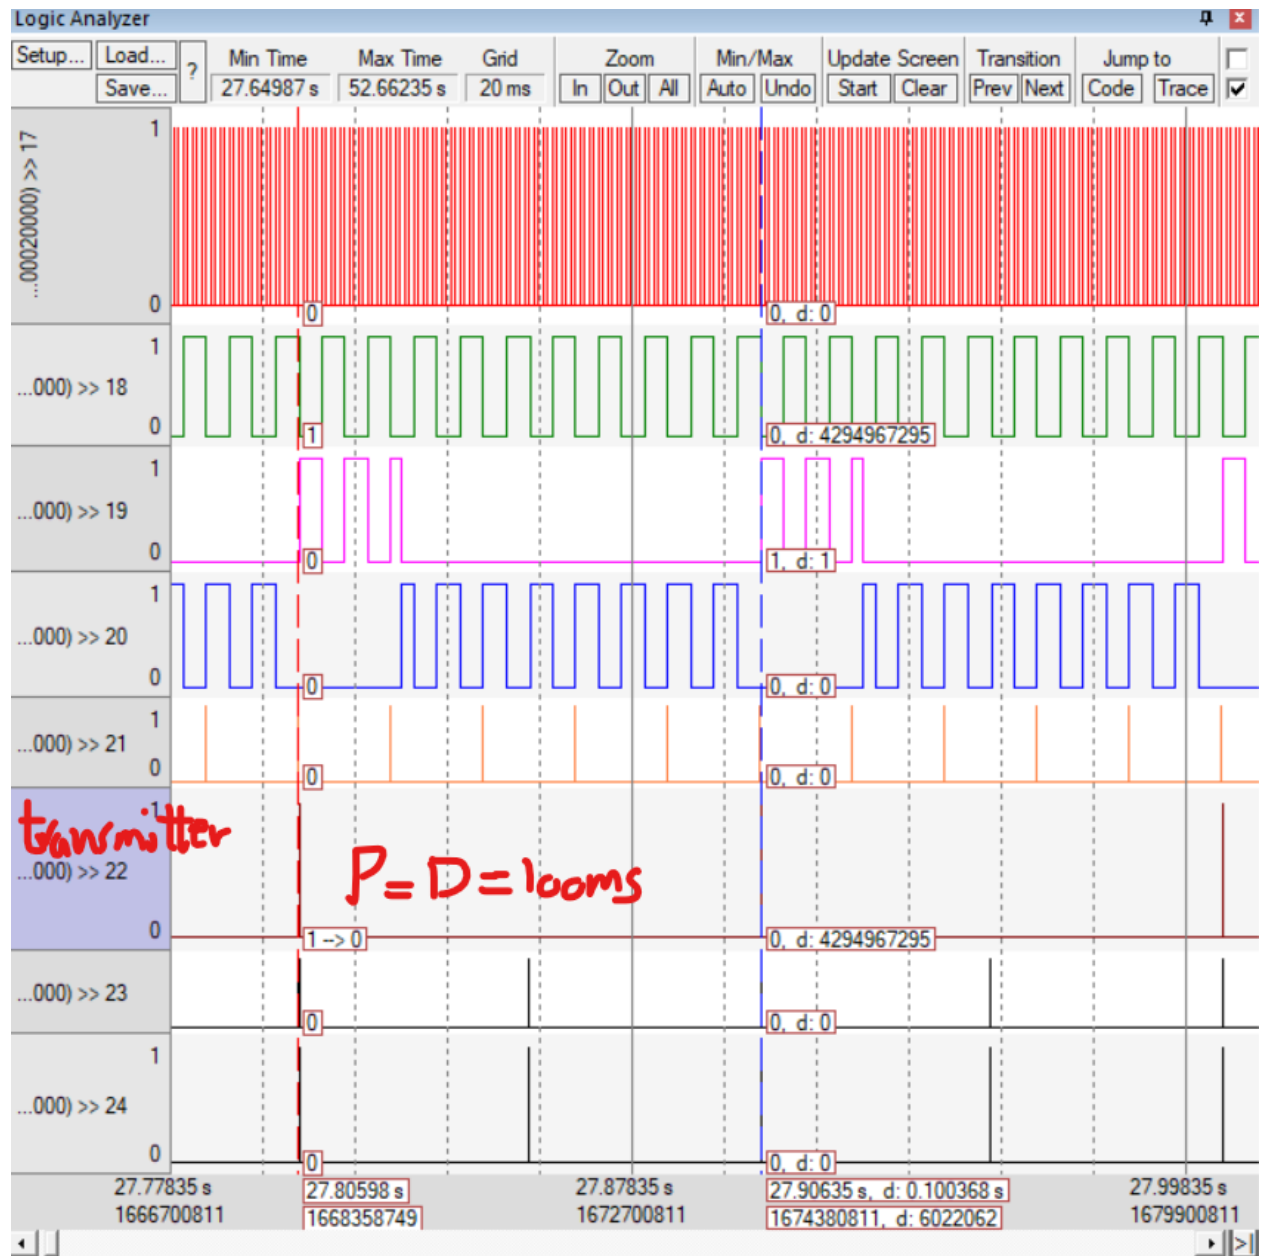 Logic Analyzer
Setup... Load... ? Min Time Max Time Grid Zoom Min/Max Update Screen Transition Jump to
Save... 27.64987 s 52.66235 s 20 ms In Out All Auto Undo Start Clear Prev Next Code Trace
...00020000) >> 17
1
0
0
0, d: 0
...000) >> 18
1
0
1
0, d: 4294967295
...000) >> 19
1
0
0
1, d: 1
...000) >> 20
1
0
0
0, d: 0
...000) >> 21
1
0
0
0, d: 0
transmitter
1
...000) >> 22
P=D=100ms
0
1 --> 0
0, d: 4294967295
...000) >> 23
0
0, d: 0
...000) >> 24
1
0
0
0, d: 0
27.77835 s 27.80598 s 27.87835 s 27.90635 s, d: 0.100368 s 27.99835 s
1666700811 1668358749 1672700811 1674380811, d: 6022062 1679900811